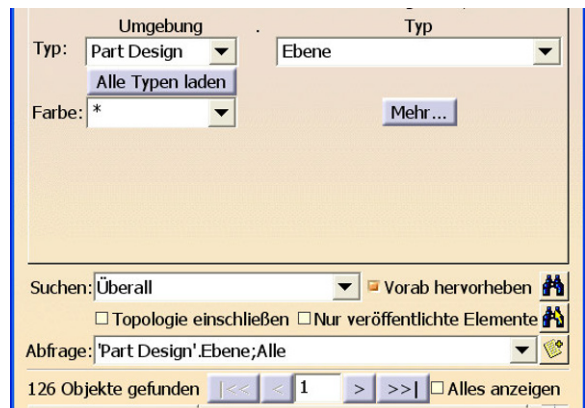 Umgebung . Typ
Typ: Part Design Ebene
Alle Typen laden
Farbe: * Mehr...
Suchen: Überall Vorab hervorheben
Topologie einschließen Nur veröffentlichte Elemente
Abfrage: 'Part Design'.Ebene;Alle
126 Objekte gefunden |<< < 1 > >>| Alles anzeigen